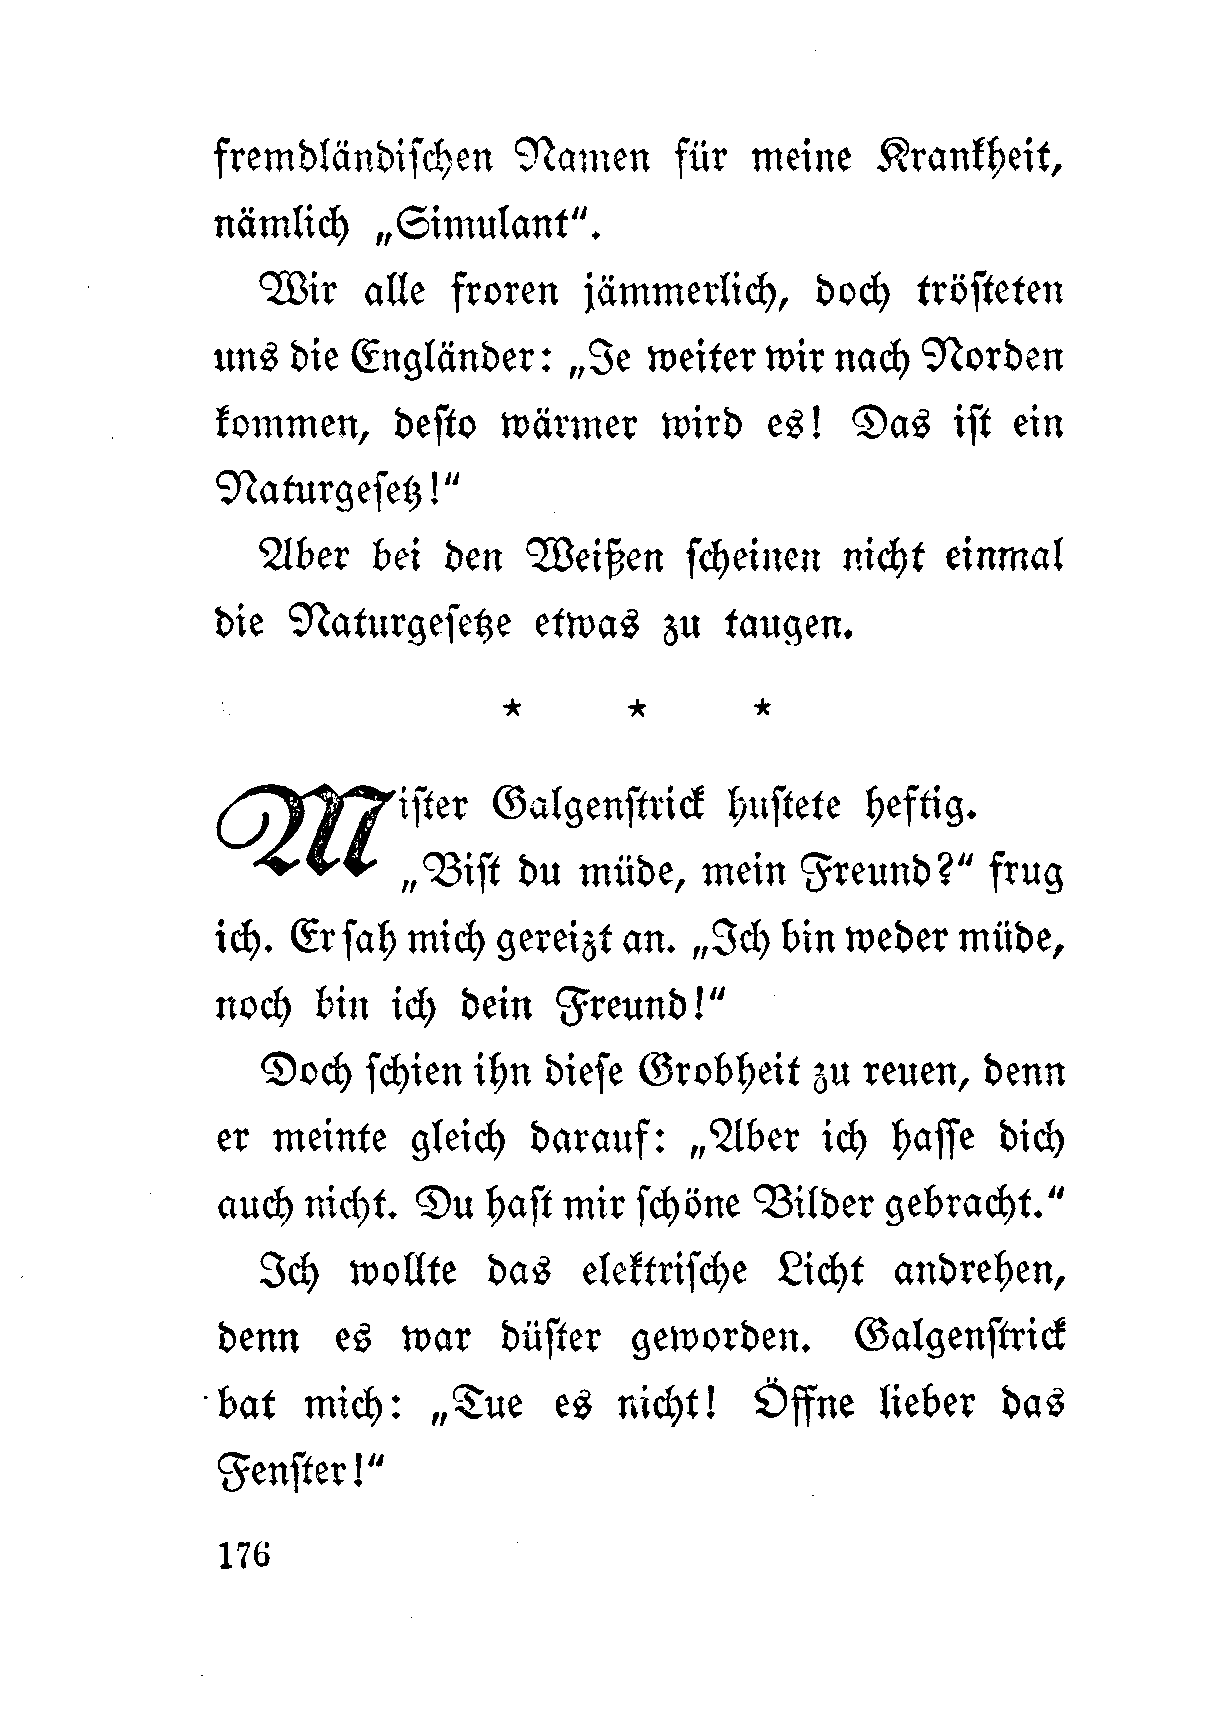 fremdländischen Namen für meine Krankheit,
nämlich „Simulant“.
Wir alle froren jämmerlich, doch trösteten
uns die Engländer: „Je weiter wir nach Norden
kommen, desto wärmer wird es! Das ist ein
Naturgesetz!“
Aber bei den Weißen scheinen nicht einmal
die Naturgesetze etwas zu taugen.
* * *
Mister Galgenstrick hustete heftig.
„Bist du müde, mein Freund?“ frug
ich. Er sah mich gereizt an. „Ich bin weder müde,
noch bin ich dein Freund!“
Doch schien ihn diese Grobheit zu reuen, denn
er meinte gleich darauf: „Aber ich hasse dich
auch nicht. Du hast mir schöne Bilder gebracht.“
Ich wollte das elektrische Licht andrehen,
denn es war düster geworden. Galgenstrick
bat mich: „Tue es nicht! Öffne lieber das
Fenster!“
176